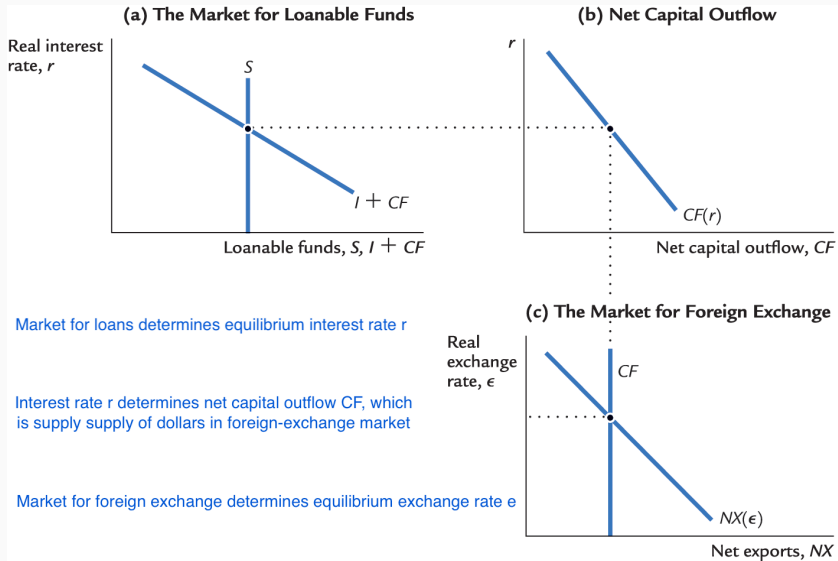 (a) The Market for Loanable Funds
Real interest
rate, r
S
I + CF
Loanable funds, S, I + CF
(b) Net Capital Outflow
r
CF(r)
Net capital outflow, CF
Market for loans determines equilibrium interest rate r
Interest rate r determines net capital outflow CF, which
is supply supply of dollars in foreign-exchange market
Market for foreign exchange determines equilibrium exchange rate e
(c) The Market for Foreign Exchange
Real
exchange
rate, ϵ
CF
NX(ϵ)
Net exports, NX